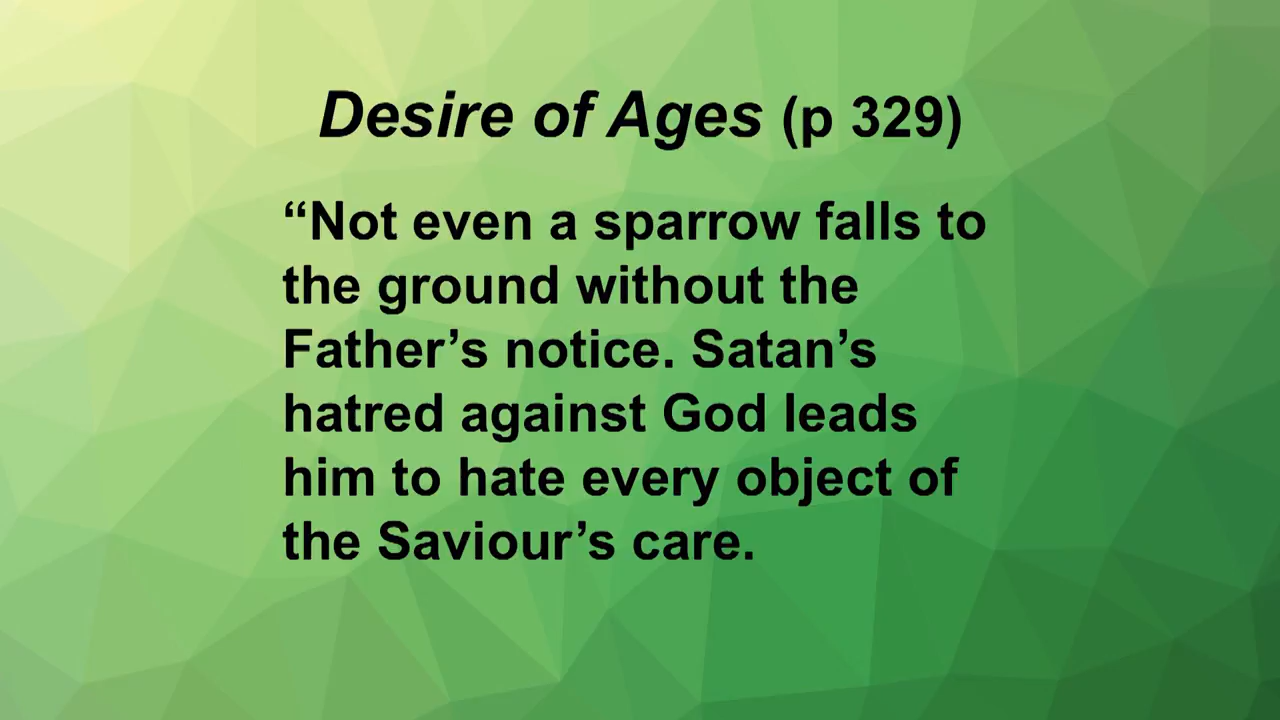 Desire of Ages (p 329)
“Not even a sparrow falls to
the ground without the
Father’s notice. Satan’s
hatred against God leads
him to hate every object of
the Saviour’s care.